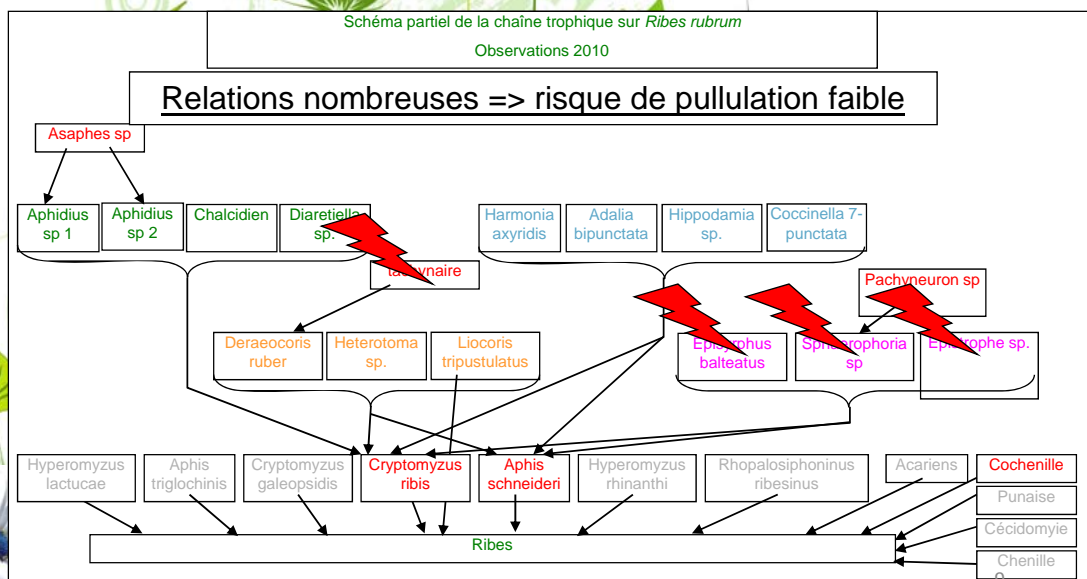 Schéma partiel de la chaîne trophique sur Ribes rubrum
Observations 2010
Relations nombreuses => risque de pullulation faible
Asaphes sp
Aphidius
sp 1
Aphidius
sp 2
Chalcidien
Diaretiella
sp.
Harmonia
axyridis
Adalia
bipunctata
Hippodamia
sp.
Coccinella 7-
punctata
tachynaire
Pachyneuron sp
Deraeocoris
ruber
Heterotoma
sp.
Liocoris
tripustulatus
Episyrphus
balteatus
Sphaerophoria
sp
Epistrophe sp.
Hyperomyzus
lactucae
Aphis
triglochinis
Cryptomyzus
galeopsidis
Cryptomyzus
ribis
Aphis
schneideri
Hyperomyzus
rhinanthi
Rhopalosiphoninus
ribesinus
Acariens
Cochenille
Punaise
Cécidomyie
Chenille
Ribes